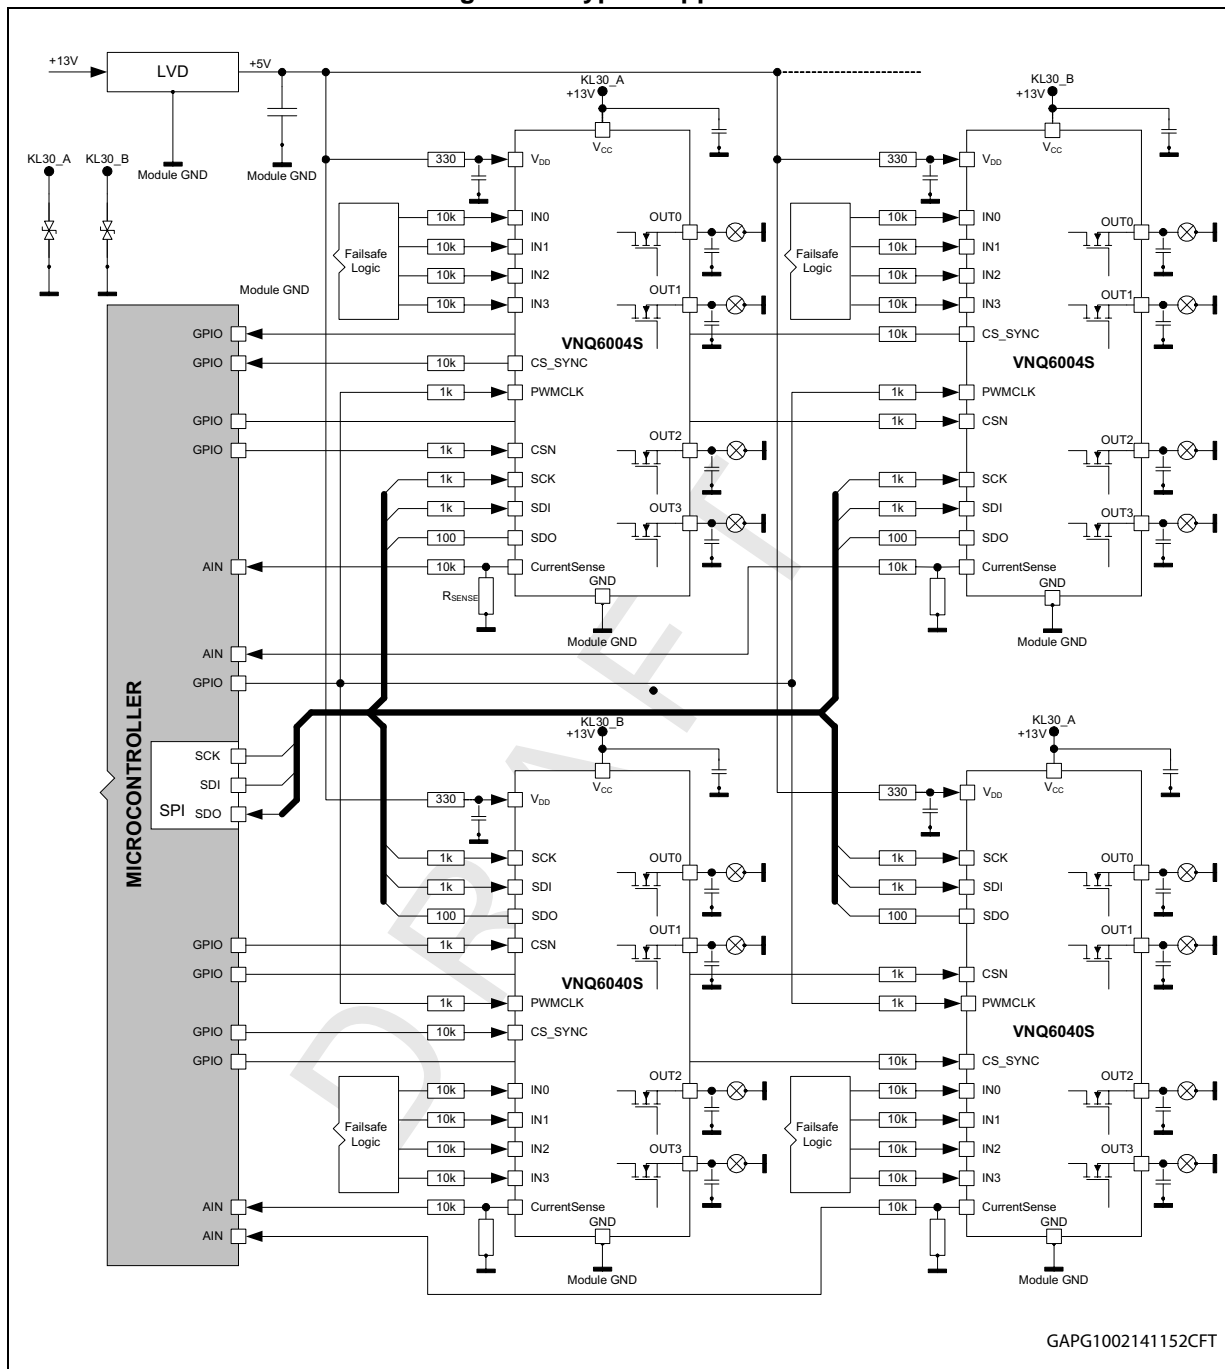 +13V
LVD
+5V
KL30_A
+13V
KL30_B
+13V
KL30_A
KL30_B
Module GND
Module GND
VCC
VCC
330
VDD
330
VDD
Failsafe
Logic
10k
IN0
10k
IN1
10k
IN2
10k
IN3
OUT0
OUT1
Failsafe
Logic
10k
IN0
10k
IN1
10k
IN2
10k
IN3
OUT0
OUT1
Module GND
GPIO
VNQ6004S
10k
CS_SYNC
GPIO
10k
CS_SYNC
VNQ6004S
1k
PWMCLK
1k
PWMCLK
GPIO
1k
CSN
GPIO
1k
CSN
OUT2
OUT2
1k
SCK
1k
SCK
1k
SDI
1k
SDI
OUT3
OUT3
100
SDO
100
SDO
AIN
10k
CurrentSense
10k
CurrentSense
RSENSE
GND
GND
Module GND
Module GND
AIN
GPIO
MICROCONTROLLER
DRAFT
SCK
SDI
SPI
SDO
KL30_B
+13V
KL30_A
+13V
VCC
VCC
330
VDD
330
VDD
1k
SCK
OUT0
1k
SCK
OUT0
1k
SDI
1k
SDI
100
SDO
100
SDO
GPIO
1k
CSN
OUT1
OUT1
GPIO
VNQ6040S
1k
CSN
1k
PWMCLK
1k
PWMCLK
GPIO
10k
CS_SYNC
VNQ6040S
GPIO
10k
CS_SYNC
Failsafe
Logic
10k
IN0
10k
IN1
10k
IN2
10k
IN3
OUT2
OUT3
Failsafe
Logic
10k
IN0
10k
IN1
10k
IN2
10k
IN3
OUT2
OUT3
AIN
10k
CurrentSense
10k
CurrentSense
AIN
GND
GND
Module GND
Module GND
GAPG1002141152CFT